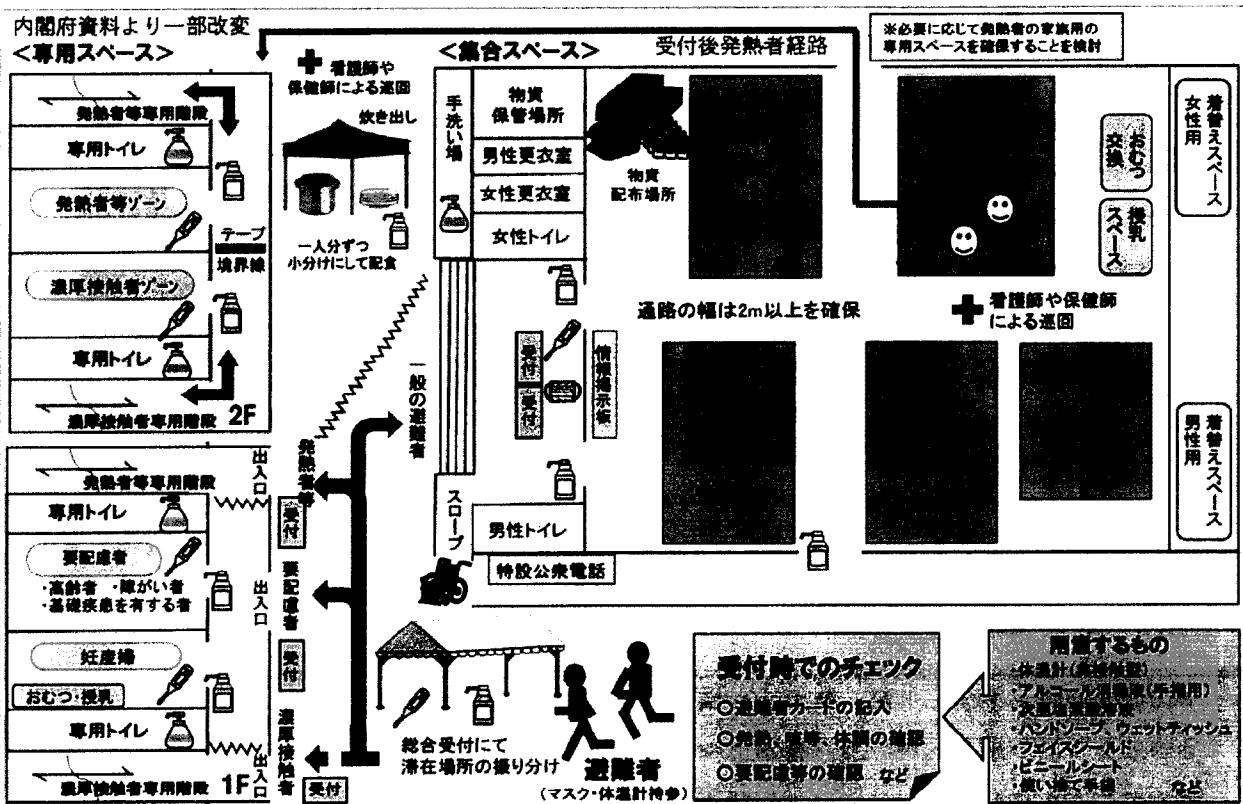 内閣府資料より一部改変
<専用スペース>
<集合スペース>
受付後発熱者経路
※必要に応じて発熱者の家族用の
専用スペースを確保することを検討
発熱者等専用階段
専用トイレ
発熱者等ゾーン
テープ
境界線
濃厚接触者ゾーン
専用トイレ
濃厚接触者専用階段
2F
看護師や
保健師による巡回
炊き出し
一人分ずつ
小分けにして配食
手洗い場
物資
保管場所
男性更衣室
女性更衣室
女性トイレ
物資
配布場所
受付
受付
情報掲示板
通路の幅は2m以上を確保
看護師や保健師
による巡回
着替えスペース
女性用
おむつ
交換
授乳
スペース
着替えスペース
男性用
一般の避難者
スロープ
男性トイレ
特設公衆電話
発熱者等専用階段
出入口
発熱者等
受付
専用トイレ
要配慮者
・高齢者 ・障がい者
・基礎疾患を有する者
出入口
要配慮者
妊産婦
受付
おむつ・授乳
専用トイレ
濃厚接触者専用階段
1F
出入口
濃厚接触者
受付
総合受付にて
滞在場所の振り分け
避難者
(マスク・体温計持参)
受付時でのチェック
○避難者カードの記入
○発熱、咳等、体調の確認
○要配慮等の確認 など
用意するもの
・体温計(非接触型)
・アルコール消毒液(手指用)
・次亜塩素酸溶液
・ハンドソープ、ウェットティッシュ
・フェイスシールド
・ビニールシート
・使い捨て手袋 など